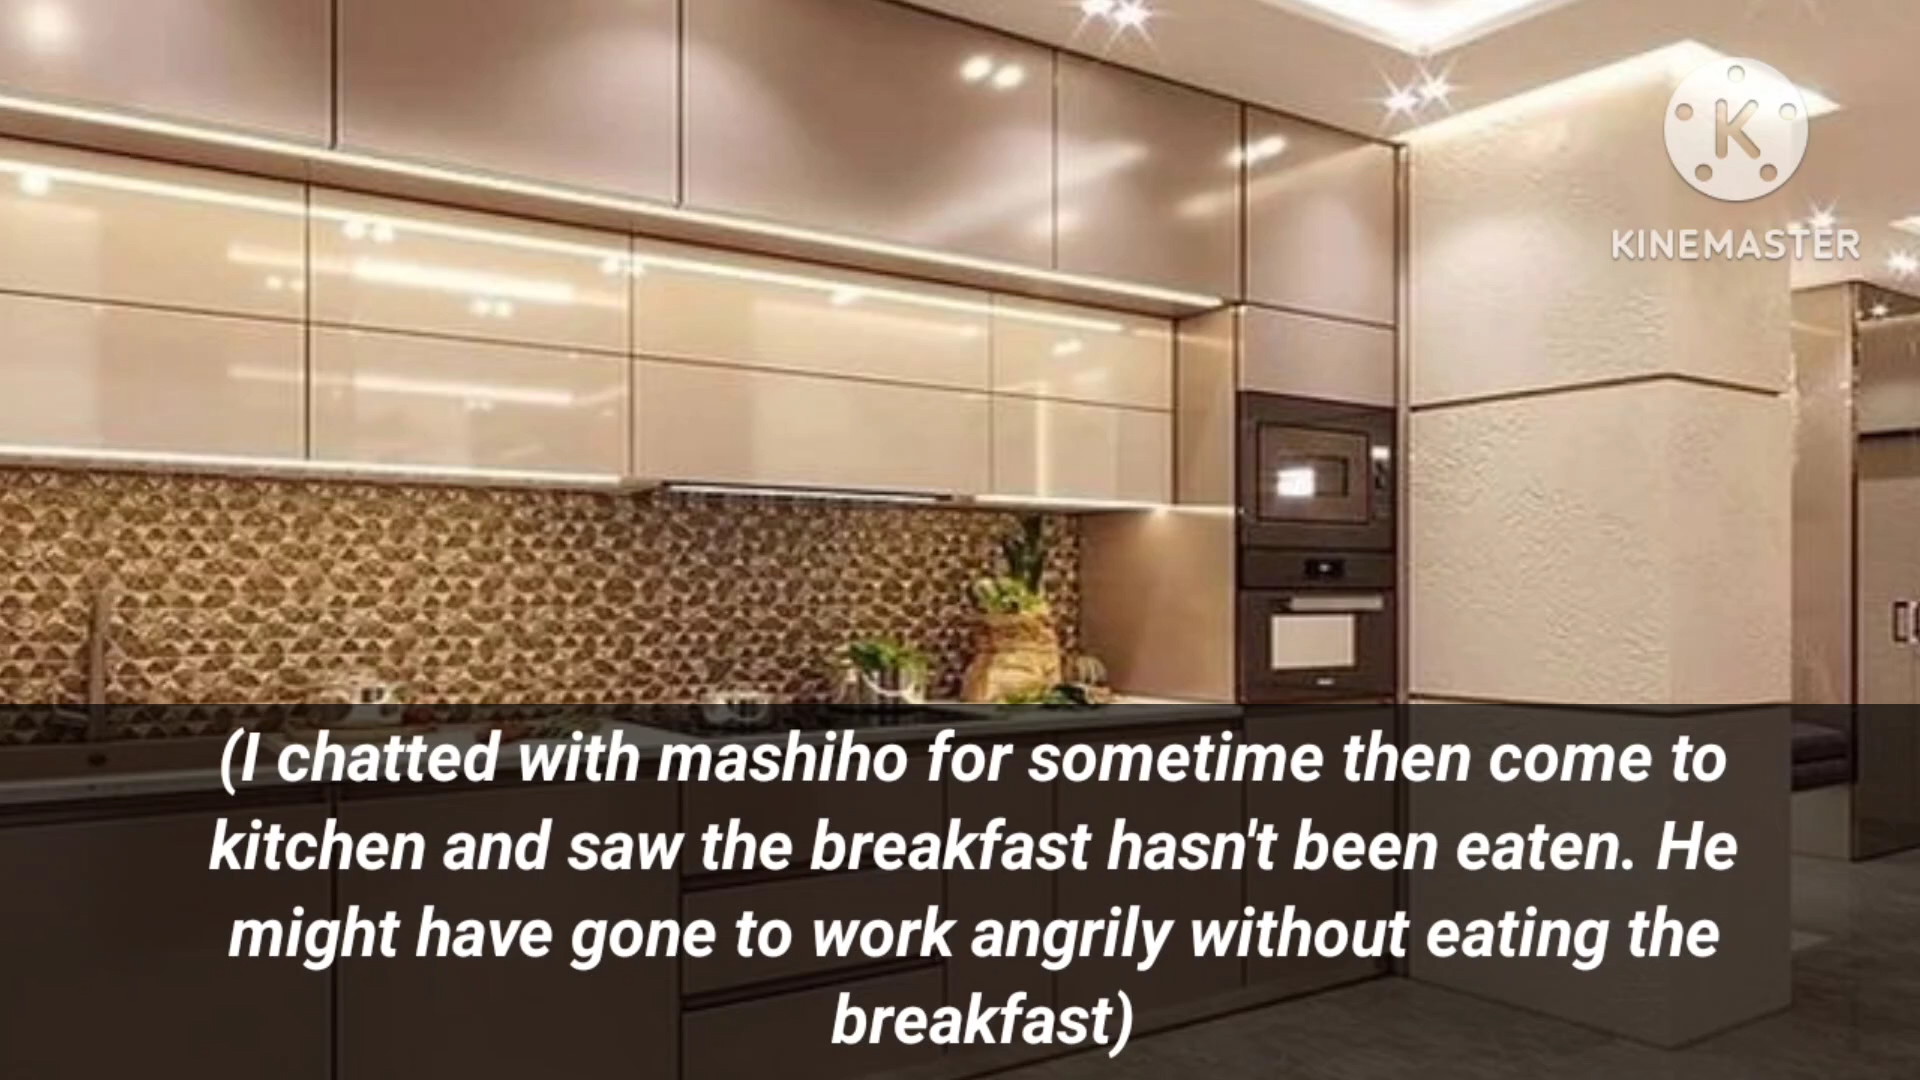 K
KINEMASTER
(I chatted with mashiho for sometime then come to
kitchen and saw the breakfast hasn't been eaten. He
might have gone to work angrily without eating the
breakfast)